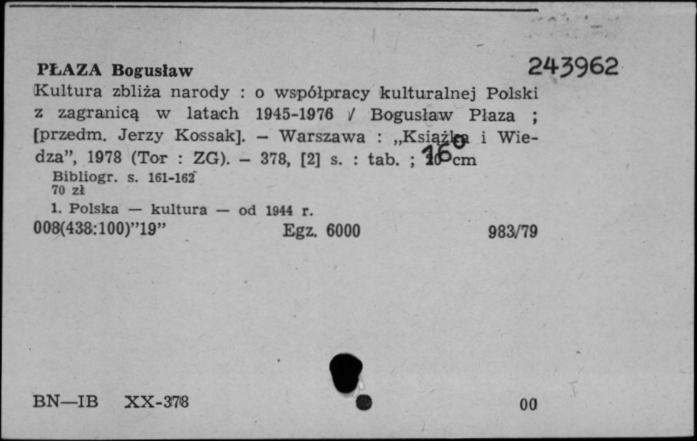 PŁAZA Bogusław 243962
Kultura zbliża narody : o współpracy kulturalnej Polski
z zagranicą w latach 1945-1976 / Bogusław Płaza ;
[przedm. Jerzy Kossak]. — Warszawa : „Książka i Wie-
dza”, 1978 (Tor : ZG). — 378, [2] s. : tab. ; cm
160
Bibliogr. s. 161-162
70 zł
1. Polska — kultura — od 1944 r.
008(438:100)”19” Egz. 6000 983/79
BN—IB XX-378 00